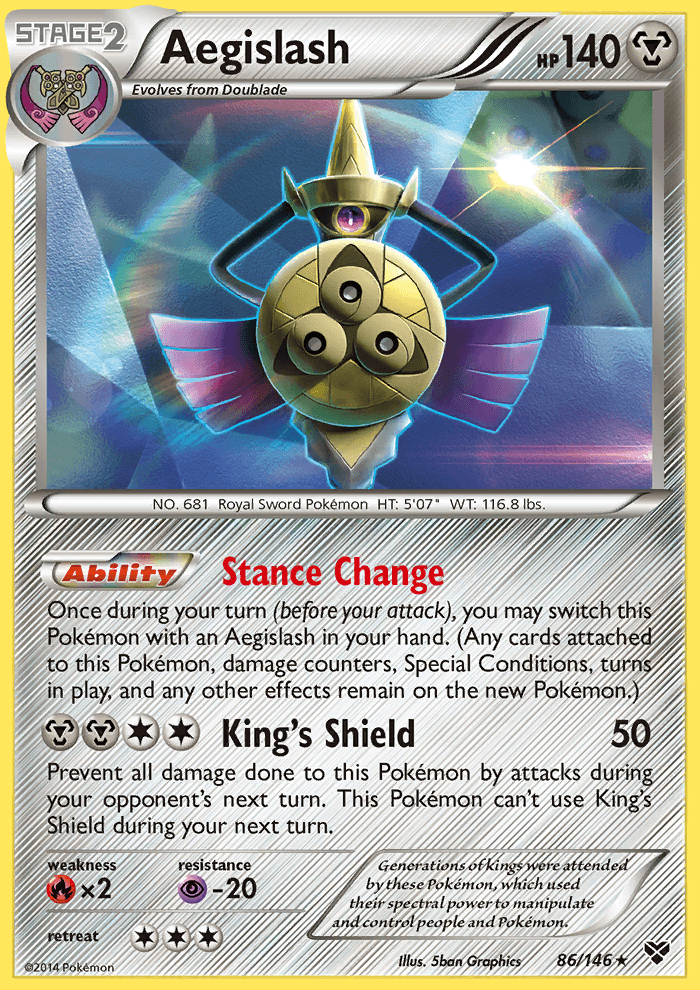 STAGE2
Aegislash
HP140
Evolves from Doublade
NO. 681 Royal Sword Pokémon HT: 5'07" WT: 116.8 lbs.
Ability
Stance Change
Once during your turn (before your attack), you may switch this
Pokémon with an Aegislash in your hand. (Any cards attached
to this Pokémon, damage counters, Special Conditions, turns
in play, and any other effects remain on the new Pokémon.)
King's Shield 50
Prevent all damage done to this Pokémon by attacks during
your opponent's next turn. This Pokémon can't use King's
Shield during your next turn.
weakness
×2
resistance
-20
retreat
Generations of kings were attended
by these Pokémon, which used
their spectral power to manipulate
and control people and Pokémon.
©2014 Pokémon
Illus. 5ban Graphics
86/146★